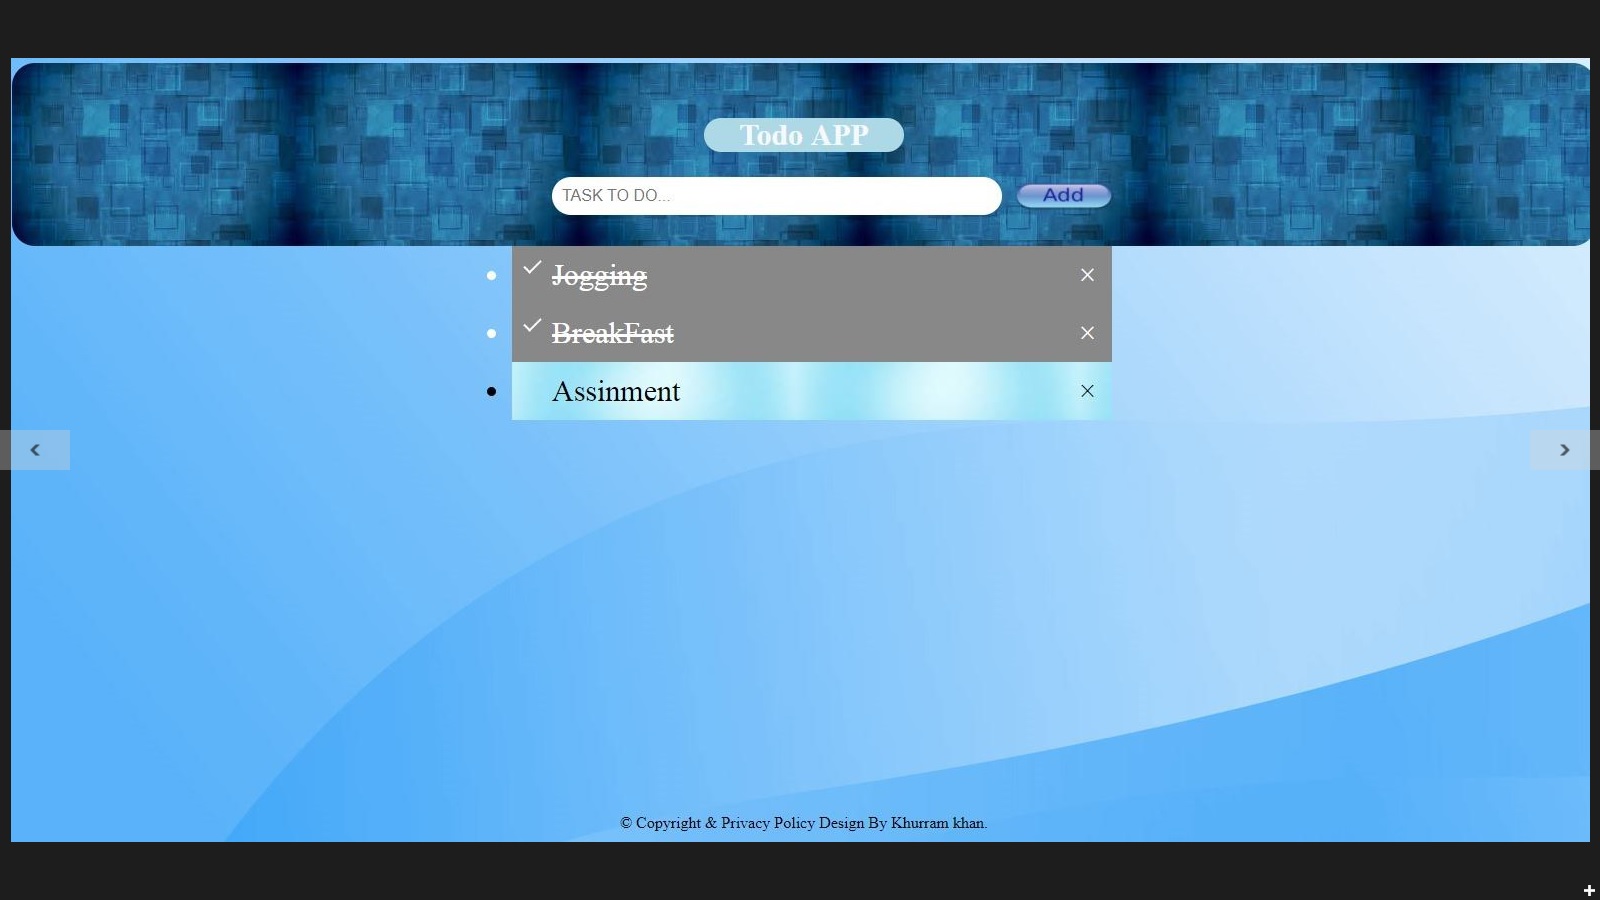 Todo APP
TASK TO DO...
Add
Jogging
BreakFast
Assinment
© Copyright & Privacy Policy Design By Khurram khan.